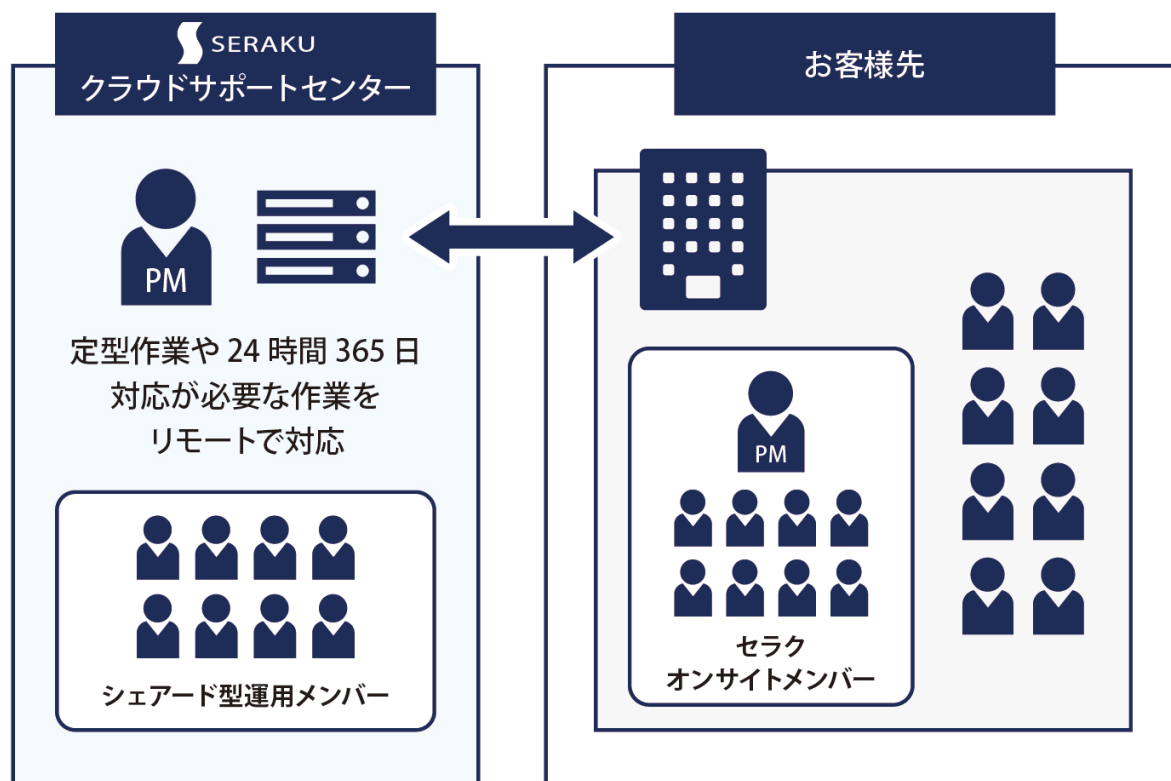 SERAKU
クラウドサポートセンター
PM
定型作業や 24 時間 365 日
対応が必要な作業を
リモートで対応
シェアード型運用メンバー
お客様先
PM
セラク
オンサイトメンバー